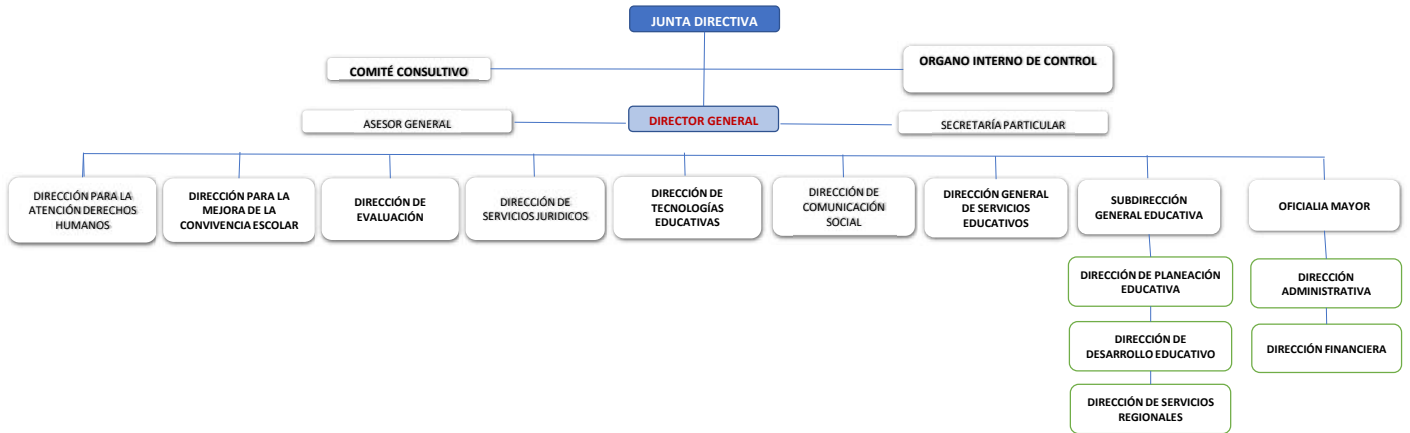 JUNTA DIRECTIVA
COMITÉ CONSULTIVO
ORGANO INTERNO DE CONTROL
ASESOR GENERAL
DIRECTOR GENERAL
SECRETARÍA PARTICULAR
DIRECCIÓN PARA LA
ATENCIÓN DERECHOS
HUMANOS
DIRECCIÓN PARA LA
MEJORA DE LA
CONVIVENCIA ESCOLAR
DIRECCIÓN DE
EVALUACIÓN
DIRECCIÓN DE
SERVICIOS JURIDICOS
DIRECCIÓN DE
TECNOLOGÍAS
EDUCATIVAS
DIRECCIÓN DE
COMUNICACIÓN
SOCIAL
DIRECCIÓN GENERAL
DE SERVICIOS
EDUCATIVOS
SUBDIRECCIÓN
GENERAL EDUCATIVA
OFICIALIA MAYOR
DIRECCIÓN DE PLANEACIÓN
EDUCATIVA
DIRECCIÓN
ADMINISTRATIVA
DIRECCIÓN DE
DESARROLLO EDUCATIVO
DIRECCIÓN FINANCIERA
DIRECCIÓN DE SERVICIOS
REGIONALES